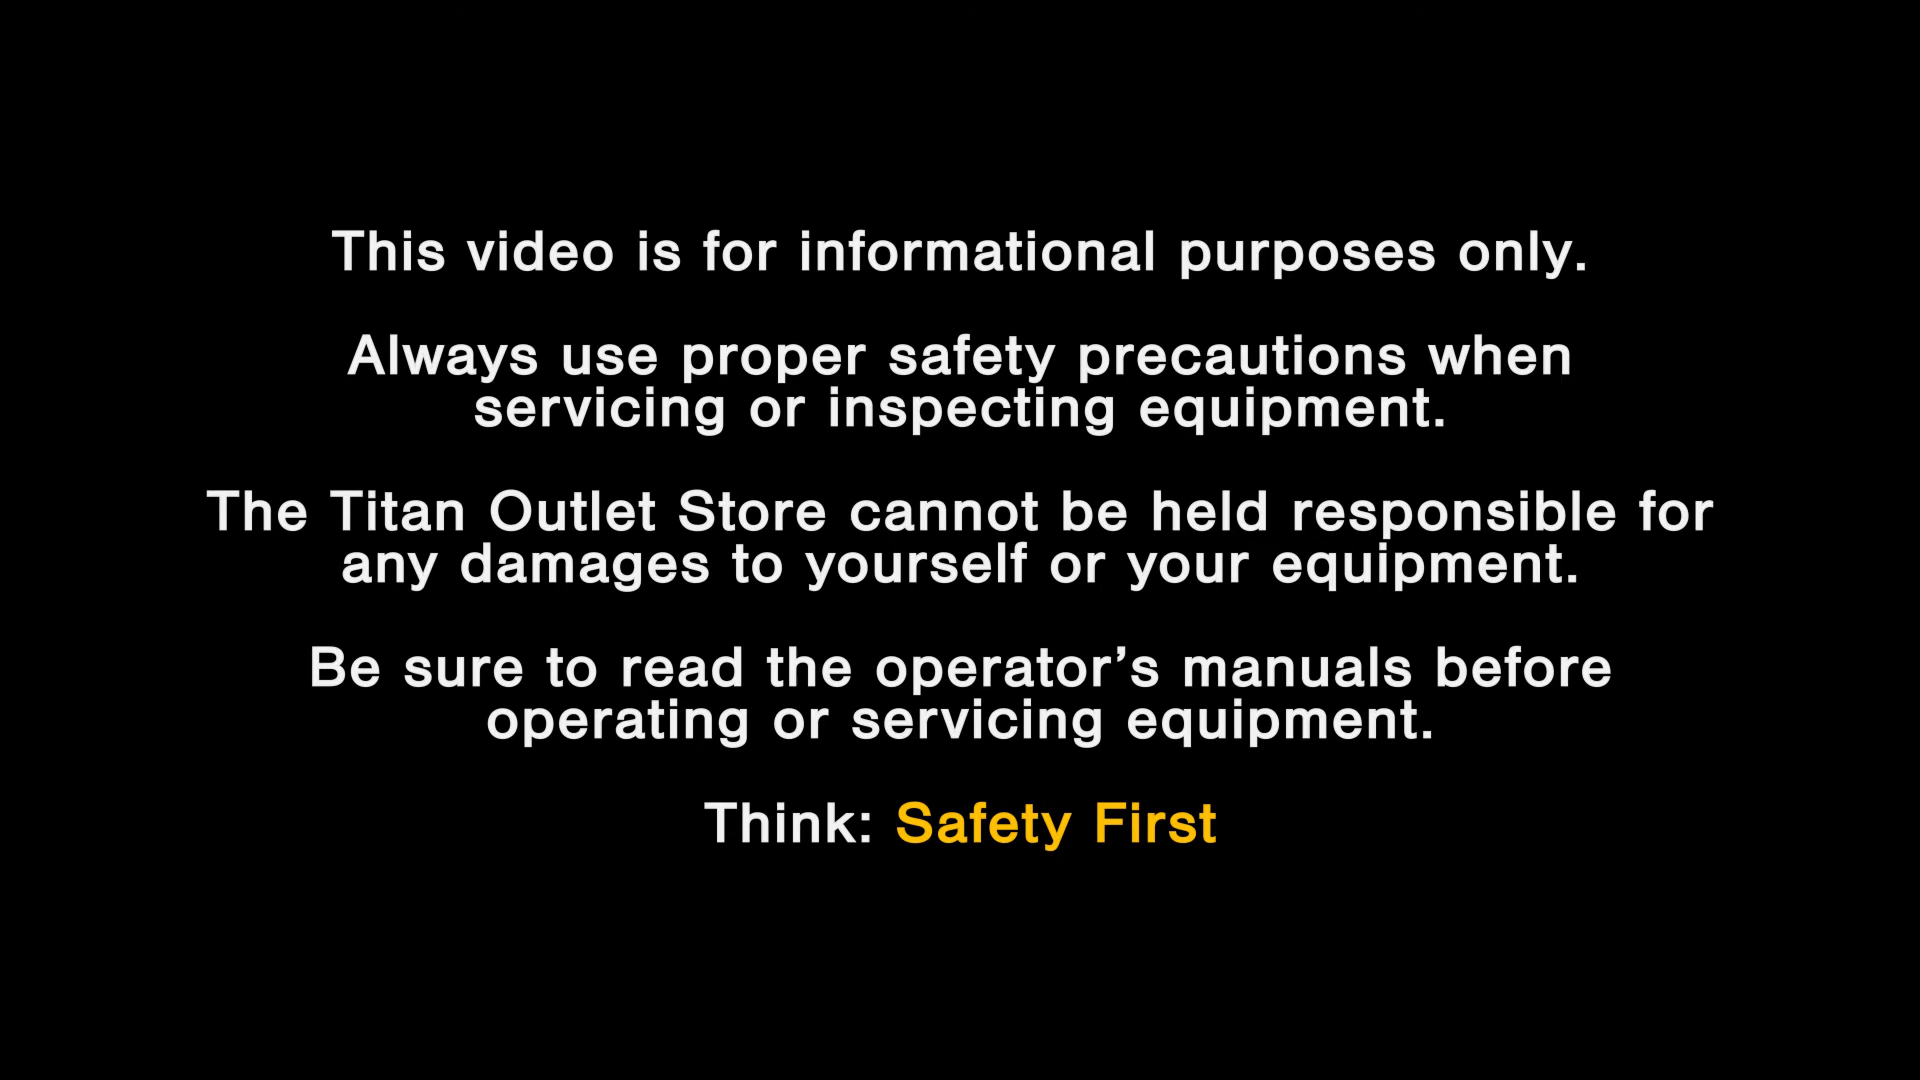 This video is for informational purposes only.
Always use proper safety precautions when
servicing or inspecting equipment.
The Titan Outlet Store cannot be held responsible for
any damages to yourself or your equipment.
Be sure to read the operator’s manuals before
operating or servicing equipment.
Think: Safety First